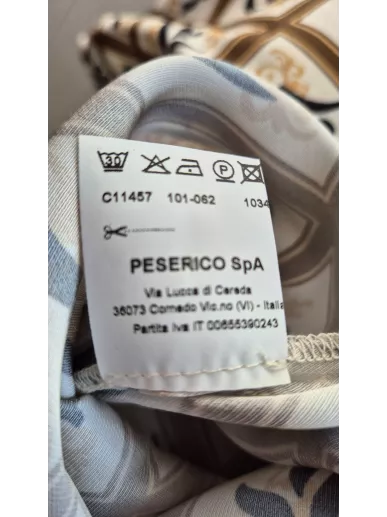 30 P
C11457 101-062 1034
PESERICO SpA
Via Lucca di Cereda
36073 Cornedo Vic.no (VI) - Italia
Partita Iva IT 00655390243